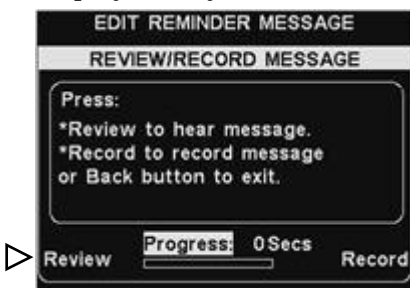 EDIT REMINDER MESSAGE
REVIEW/RECORD MESSAGE
Press:
*Review to hear message.
*Record to record message
or Back button to exit.
Progress: 0Secs
Review Record